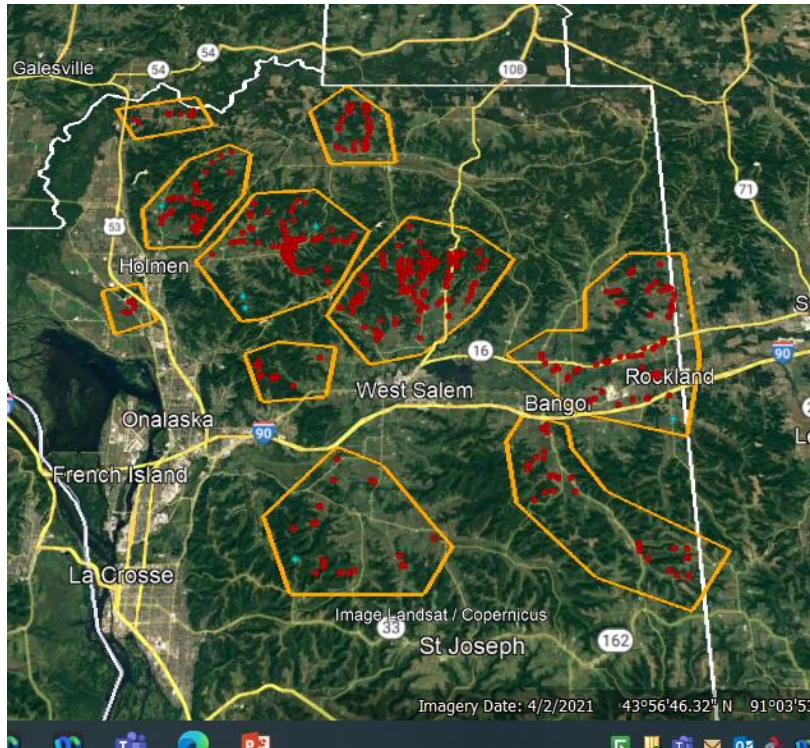 54
Galesville
54
108
71
53
Holmen
S
16
90
West Salem
Rockland
Bangor
Onalaska
90
French Island
La Crosse
Image Landsat / Copernicus
33
St Joseph
162
Imagery Date: 4/2/2021 43°56'46.32" N 91°03'53